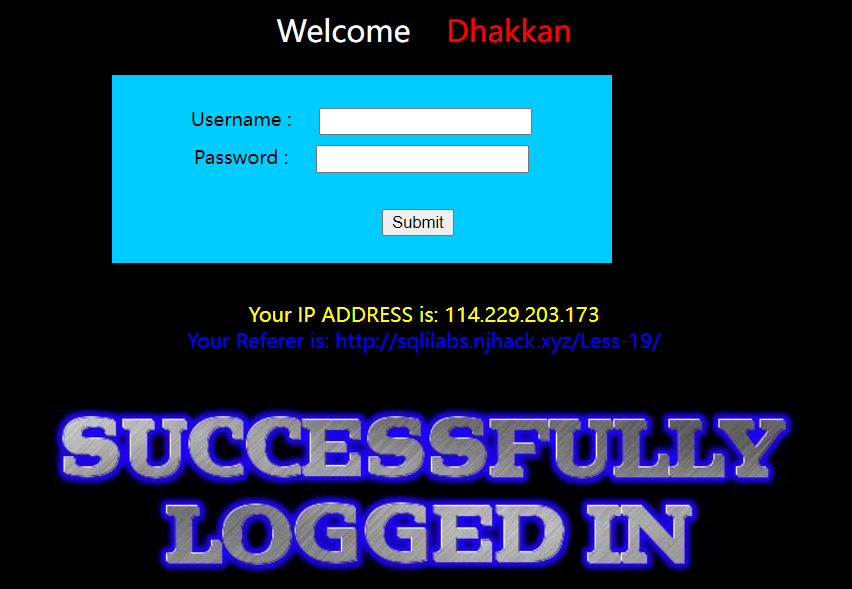 Welcome Dhakkan
Username :
Password :
Submit
Your IP ADDRESS is: 114.229.203.173
Your Referer is: http://sqlilabs.njhack.xyz/Less-19/
SUCCESSFULLY
LOGGED IN